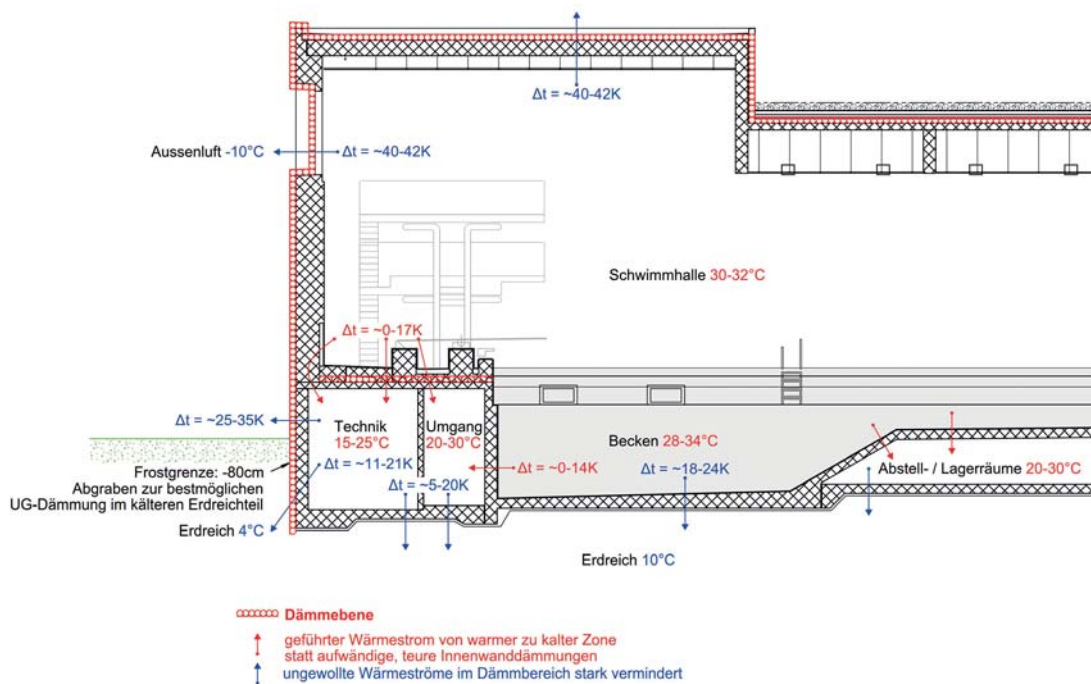 Δt = ~40-42K
Aussenluft -10°C
Δt = ~40-42K
Schwimmhalle 30-32°C
Δt = ~0-17K
Δt = ~25-35K
Technik
15-25°C
Umgang
20-30°C
Becken 28-34°C
Frostgrenze: -80cm
Abgraben zur bestmöglichen
UG-Dämmung im kälteren Erdreichteil
Δt = ~11-21K
Δt = ~0-14K
Δt = ~18-24K
Abstell- / Lagerräume 20-30°C
Δt = ~5-20K
Erdreich 4°C
Erdreich 10°C
Dämmebene
geführter Wärmestrom von warmer zu kalter Zone
statt aufwändige, teure Innenwanddämmungen
ungewollte Wärmeströme im Dämmbereich stark vermindert